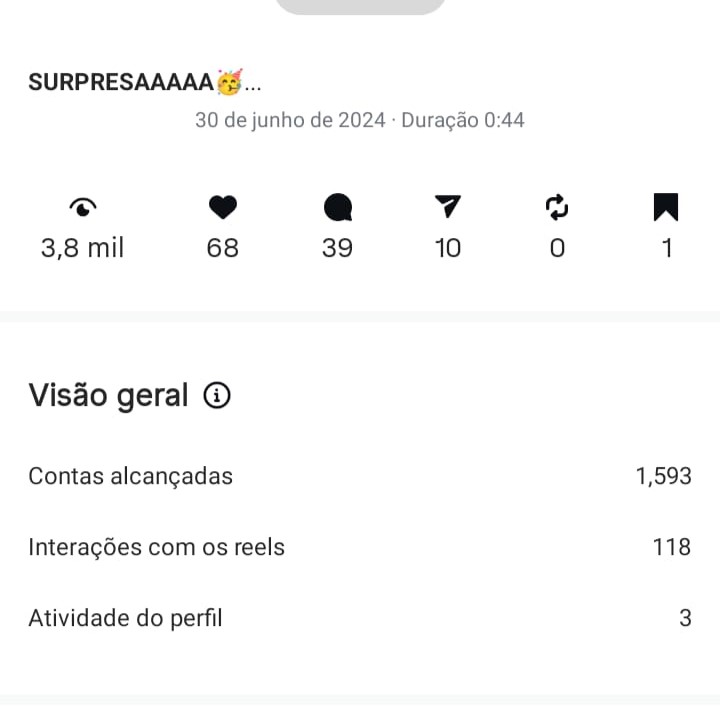 SURPRESAAAAA🥳...
30 de junho de 2024 · Duração 0:44
3,8 mil 68 39 10 0 1
Visão geral
Contas alcançadas 1,593
Interações com os reels 118
Atividade do perfil 3